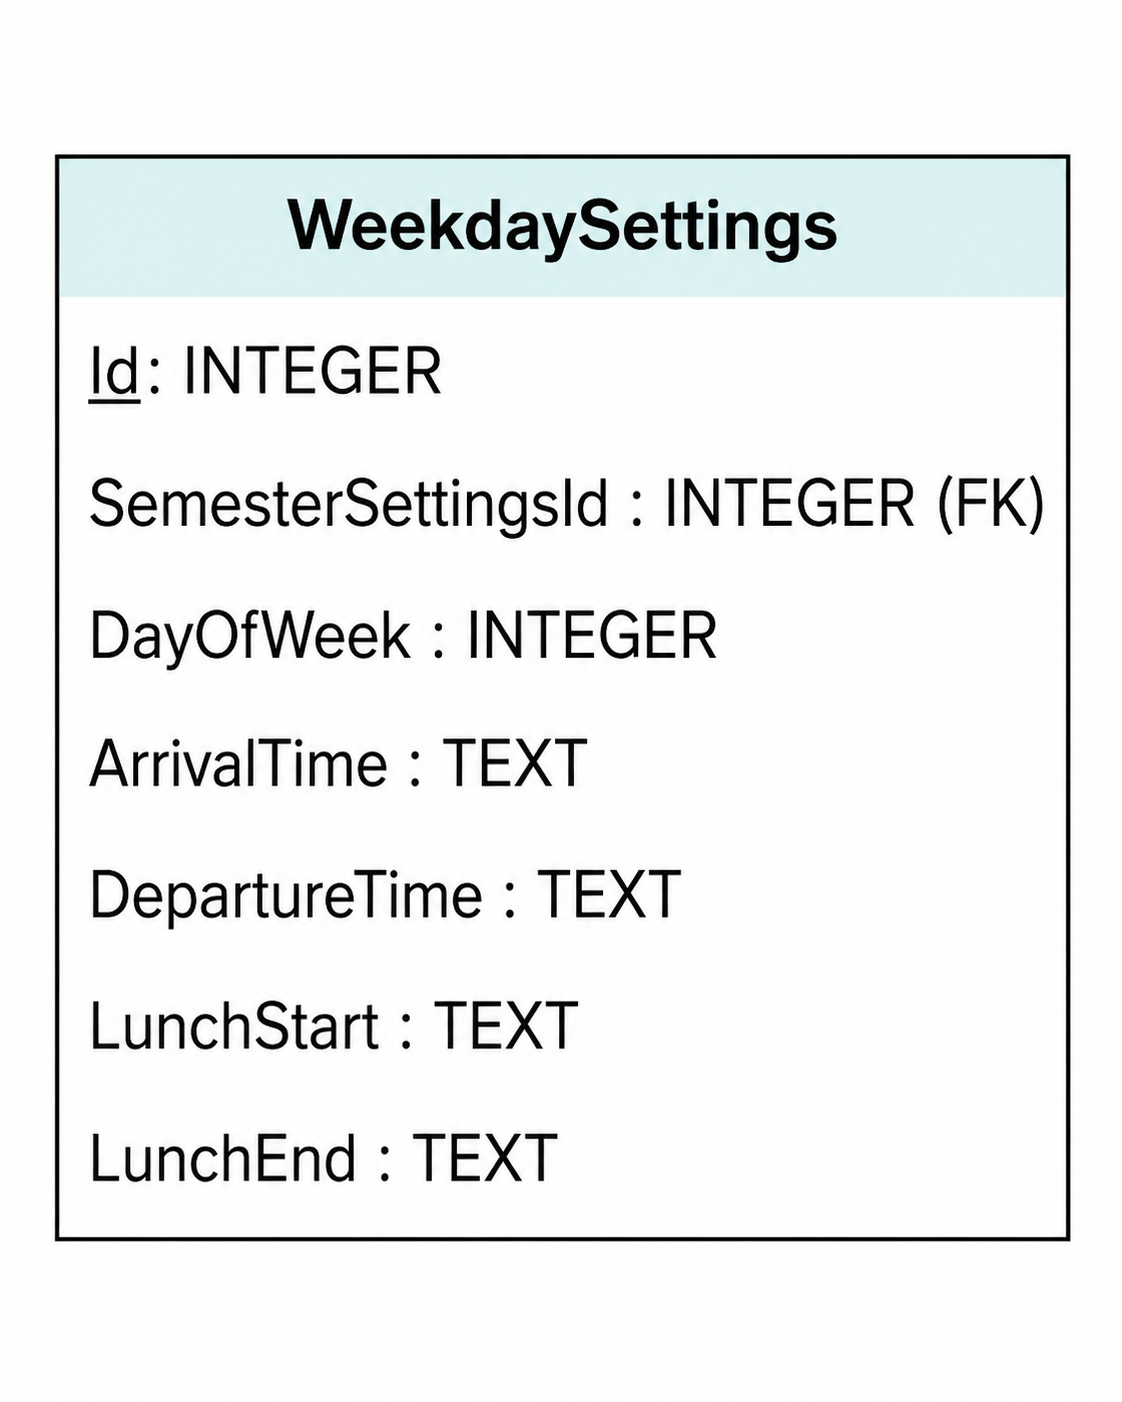 WeekdaySettings
Id: INTEGER
SemesterSettingsId : INTEGER (FK)
DayOfWeek : INTEGER
ArrivalTime : TEXT
DepartureTime : TEXT
LunchStart : TEXT
LunchEnd : TEXT